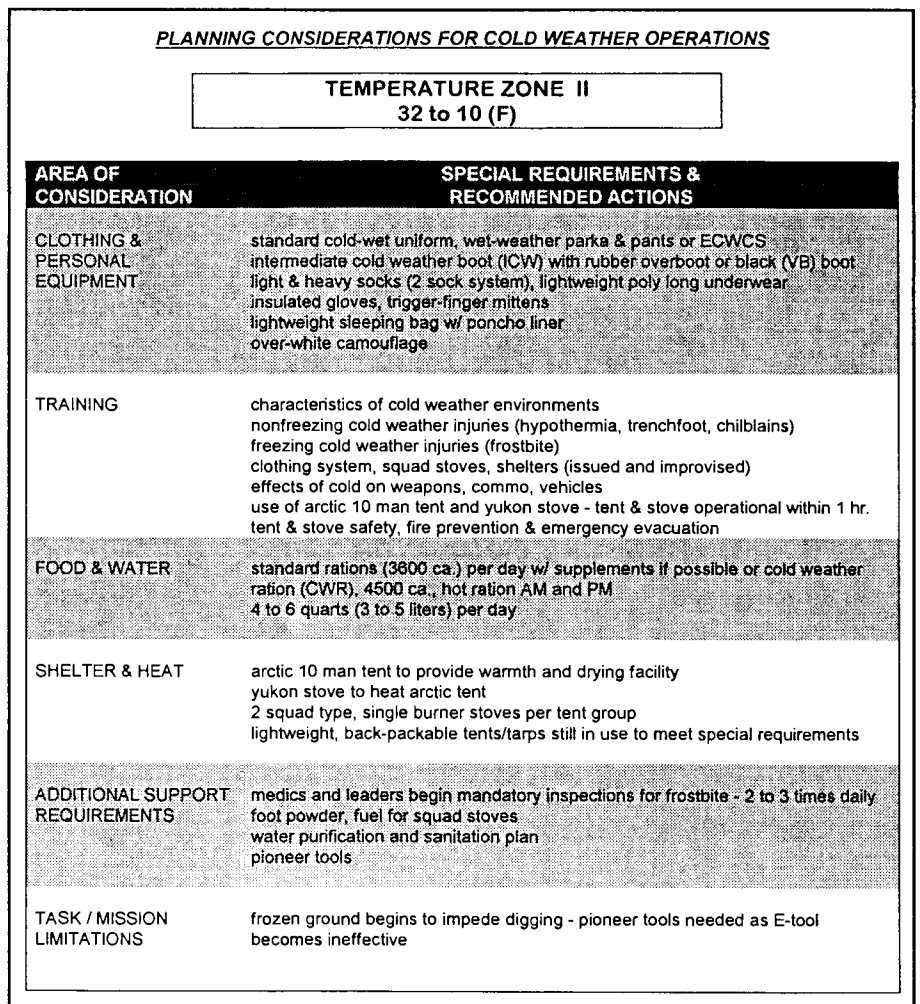 PLANNING CONSIDERATIONS FOR COLD WEATHER OPERATIONS
TEMPERATURE ZONE II
32 to 10 (F)
AREA OF CONSIDERATION
SPECIAL REQUIREMENTS &
RECOMMENDED ACTIONS
CLOTHING &
PERSONAL
EQUIPMENT
standard cold-wet uniform, wet-weather parka & pants or ECWCS
intermediate cold weather boot (ICW) with rubber overboot or black (VB) boot
light & heavy socks (2 sock system), lightweight poly long underwear
insulated gloves, trigger-finger mittens
lightweight sleeping bag w/ poncho liner
over-white camouflage
TRAINING
characteristics of cold weather environments
nonfreezing cold weather injuries (hypothermia, trenchfoot, chilblains)
freezing cold weather injuries (frostbite)
clothing system, squad stoves, shelters (issued and improvised)
effects of cold on weapons, commo, vehicles
use of arctic 10 man tent and yukon stove - tent & stove operational within 1 hr.
tent & stove safety, fire prevention & emergency evacuation
FOOD & WATER
standard rations (3600 ca.) per day w/ supplements if possible or cold weather
ration (CWR), 4500 ca., hot ration AM and PM
4 to 6 quarts (3 to 5 liters) per day
SHELTER & HEAT
arctic 10 man tent to provide warmth and drying facility
yukon stove to heat arctic tent
2 squad type, single burner stoves per tent group
lightweight, back-packable tents/tarps still in use to meet special requirements
ADDITIONAL SUPPORT
REQUIREMENTS
medics and leaders begin mandatory inspections for frostbite - 2 to 3 times daily
foot powder, fuel for squad stoves
water purification and sanitation plan
pioneer tools
TASK / MISSION
LIMITATIONS
frozen ground begins to impede digging - pioneer tools needed as E-tool
becomes ineffective